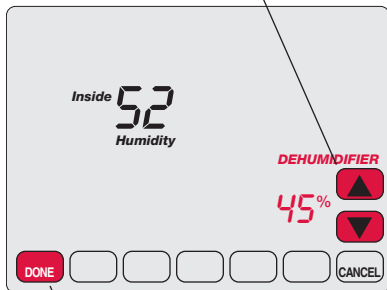 Inside 52
Humidity
DEHUMIDIFIER
45%
DONE
CANCEL